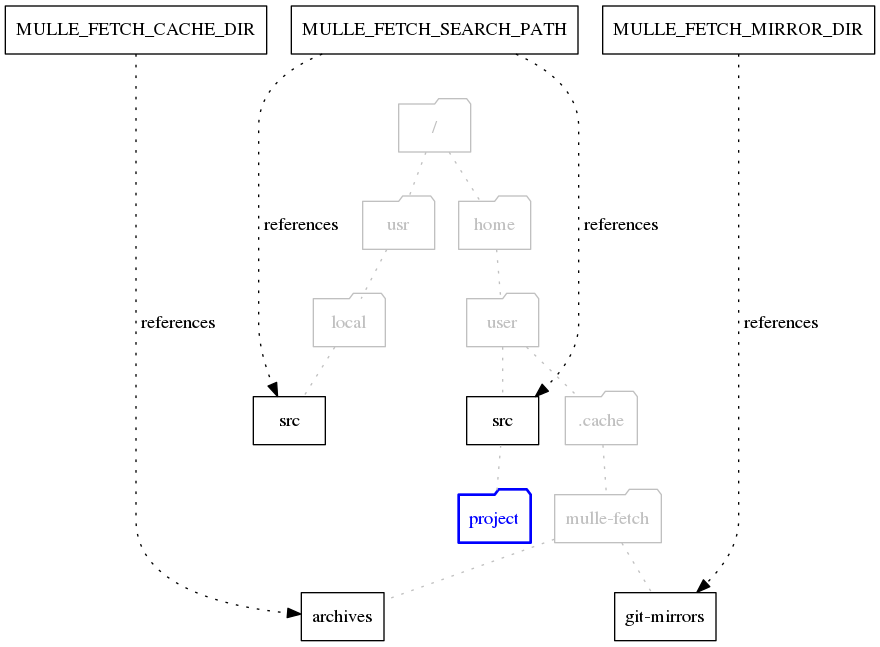 MULLE_FETCH_CACHE_DIR
MULLE_FETCH_SEARCH_PATH
MULLE_FETCH_MIRROR_DIR
/
usr
home
references
references
local
user
references
references
src
src
.cache
project
mulle-fetch
archives
git-mirrors